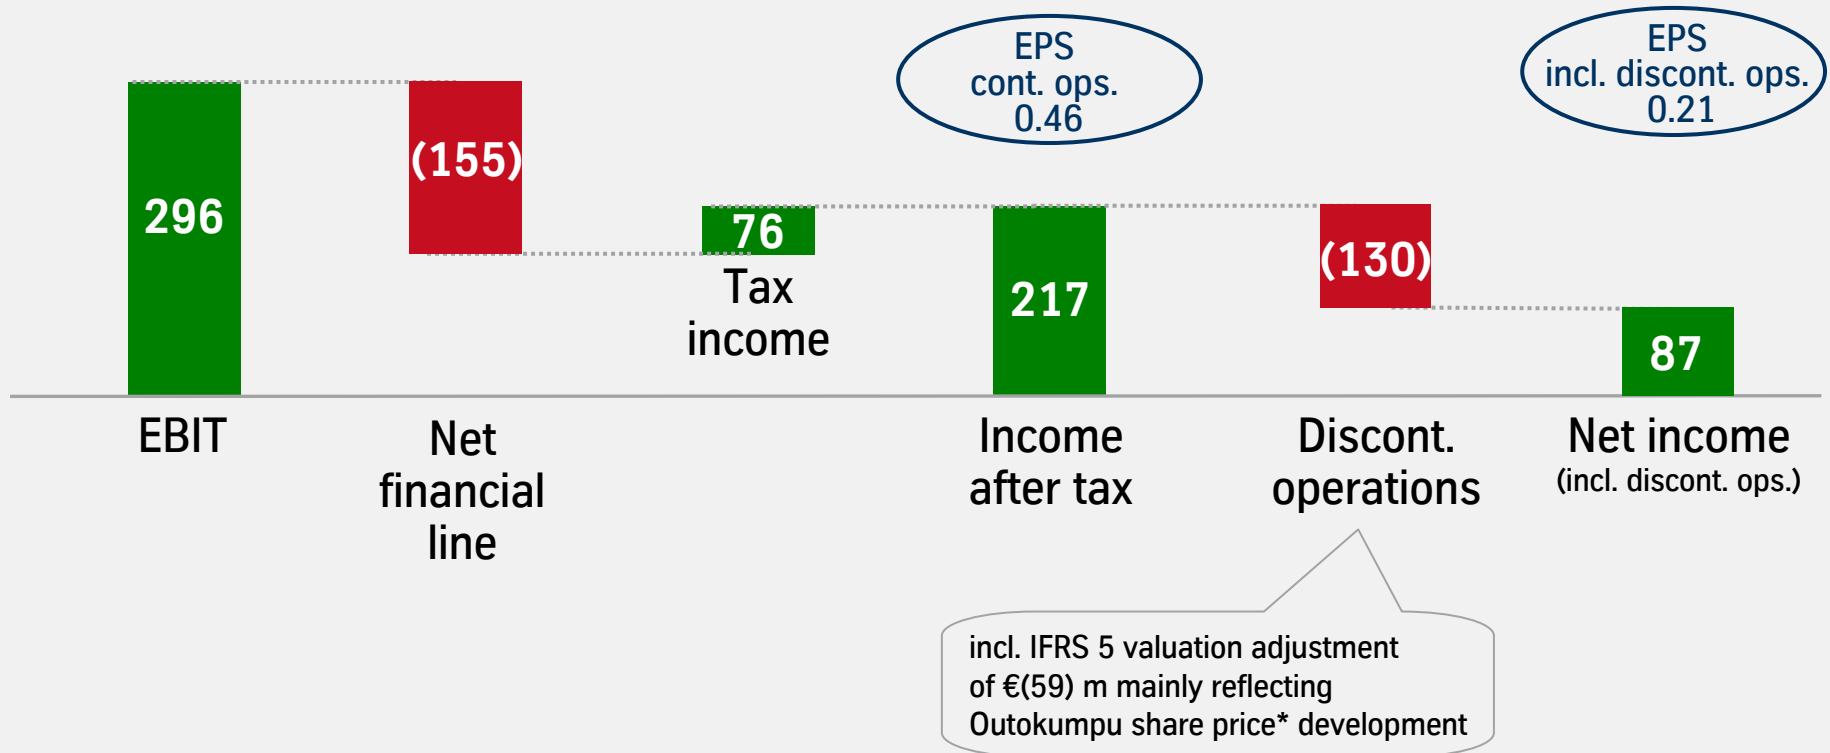 EPS
cont. ops.
0.46
EPS
incl. discont. ops.
0.21
296
(155)
76
217
(130)
87
EBIT
Net
financial
line
Tax
income
Income
after tax
Discont.
operations
Net income
(incl. discont. ops.)
incl. IFRS 5 valuation adjustment
of €(59) m mainly reflecting
Outokumpu share price* development